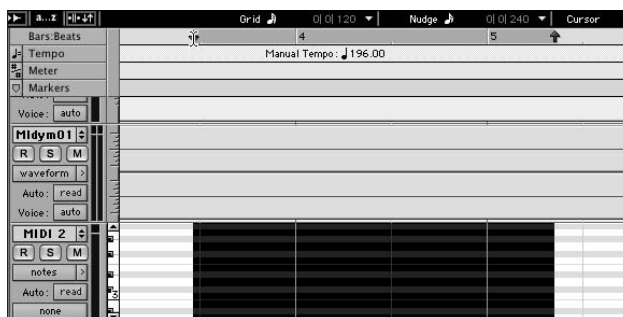 a...z Grid 0|0|120 Nudge 0|0|240 Cursor
Bars:Beats 4 5
Tempo Manual Tempo: 196.00
Meter
Markers
Voice: auto
MIdym01
R S M
waveform
Auto: read
Voice: auto
MIDI 2
R S M
notes
Auto: read 3
none